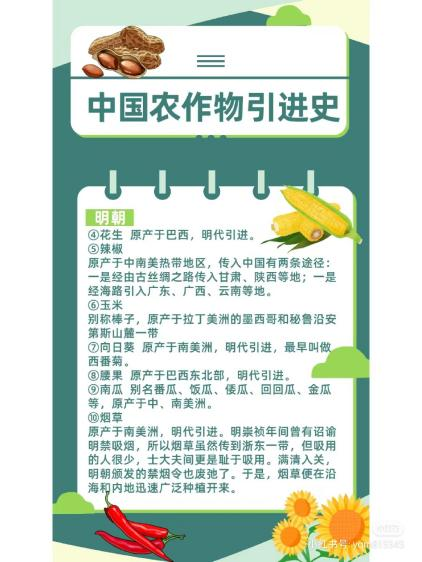 中国农作物引进史
明朝
④花生 原产于巴西，明代引进。
⑤辣椒
原产于中南美热带地区，传入中国有两条途径：
一是经由古丝绸之路传入甘肃、陕西等地；一是
经海路引入广东、广西、云南等地。
⑥玉米
别称棒子，原产于拉丁美洲的墨西哥和秘鲁沿安
第斯山麓一带
⑦向日葵 原产于南美洲，明代引进，最早叫做
西番菊。
⑧腰果 原产于巴西东北部，明代引进。
⑨南瓜 别名番瓜、饭瓜、倭瓜、回回瓜、金瓜
等，原产于中、南美洲。
⑩烟草
原产于南美洲，明代引进。明崇祯年间曾有诏谕
明禁吸烟，所以烟草虽然传到浙东一带，但吸用
的人很少，士大夫间更是耻于吸用。满清入关，
明朝颁发的禁烟令也废弛了。于是，烟草便在沿
海和内地迅速广泛种植开来。